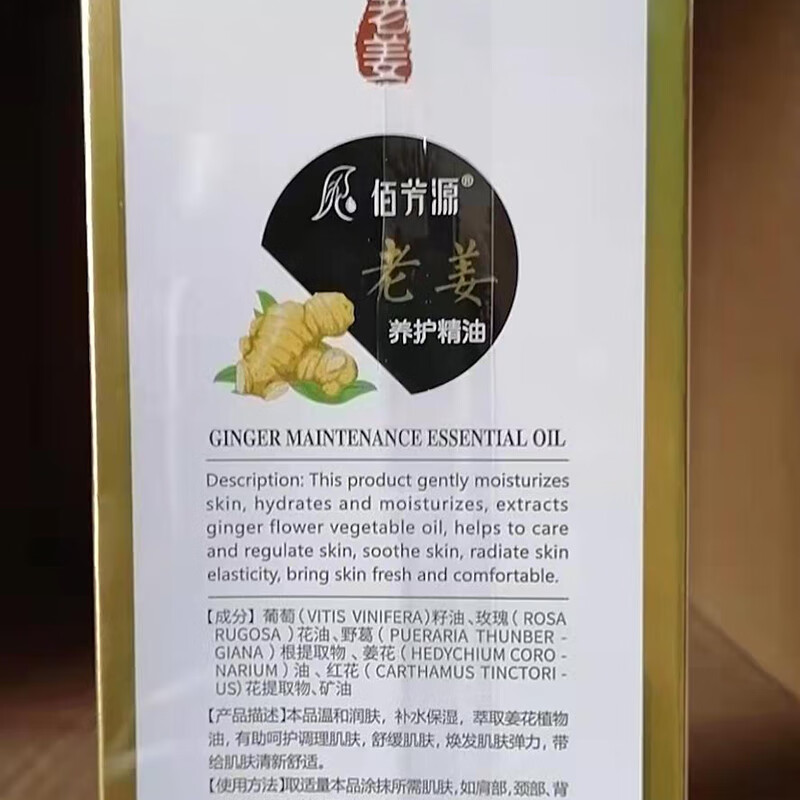 老姜
佰芳源®
老姜
养护精油
GINGER MAINTENANCE ESSENTIAL OIL
Description: This product gently moisturizes
skin, hydrates and moisturizes, extracts
ginger flower vegetable oil, helps to care
and regulate skin, soothe skin, radiate skin
elasticity, bring skin fresh and comfortable.
【成分】葡萄(VITIS VINIFERA)籽油、玫瑰(ROSA
RUGOSA)花油、野葛(PUERARIA THUNBER-
GIANA)根提取物、姜花(HEDYCHIUM CORO-
NARIUM)油、红花(CARTHAMUS TINCTORI-
US)花提取物、矿油
【产品描述】本品温和润肤，补水保湿，萃取姜花植物
油，有助呵护调理肌肤，舒缓肌肤，焕发肌肤弹力，带
给肌肤清新舒适。
【使用方法】取适量本品涂抹所需肌肤，如肩部、颈部、背